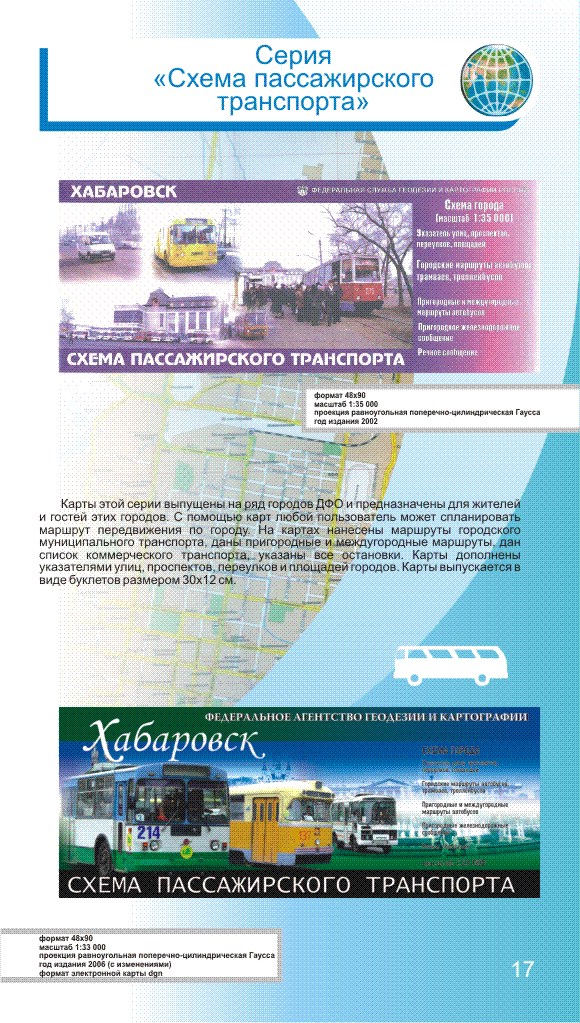 Серия
«Схема пассажирского
транспорта»
ХАБАРОВСК
ФЕДЕРАЛЬНАЯ СЛУЖБА ГЕОДЕЗИИ И КАРТОГРАФИИ РОССИИ
Схема города
(масштаб 1:35 000)
Указатель улиц, проспектов,
переулков, площадей
Городские маршруты автобусов,
трамваев, троллейбусов
Пригородные и междугородные
маршруты автобусов
Пригородное железнодорожное
сообщение
Речное сообщение
СХЕМА ПАССАЖИРСКОГО ТРАНСПОРТА
формат 48x90
масштаб 1:35 000
проекция равноугольная поперечно-цилиндрическая Гаусса
год издания 2002
Карты этой серии выпущены на ряд городов ДФО и предназначены для жителей
и гостей этих городов. С помощью карт любой пользователь может спланировать
маршрут передвижения по городу. На картах нанесены маршруты городского
муниципального транспорта, даны пригородные и междугородные маршруты, дан
список коммерческого транспорта, указаны все остановки. Карты дополнены
указателями улиц, проспектов, переулков и площадей городов. Карты выпускается в
виде буклетов размером 30x12 см.
ФЕДЕРАЛЬНОЕ АГЕНТСТВО ГЕОДЕЗИИ И КАРТОГРАФИИ
Хабаровск
СХЕМА ГОРОДА
Городские маршруты автобусов,
трамваев, троллейбусов
Пригородные и междугородные
маршруты автобусов
Пригородное железнодорожное
214
СХЕМА ПАССАЖИРСКОГО ТРАНСПОРТА
формат 48x90
масштаб 1:33 000
проекция равноугольная поперечно-цилиндрическая Гаусса
год издания 2006 (с изменениями)
формат электронной карты dgn
17